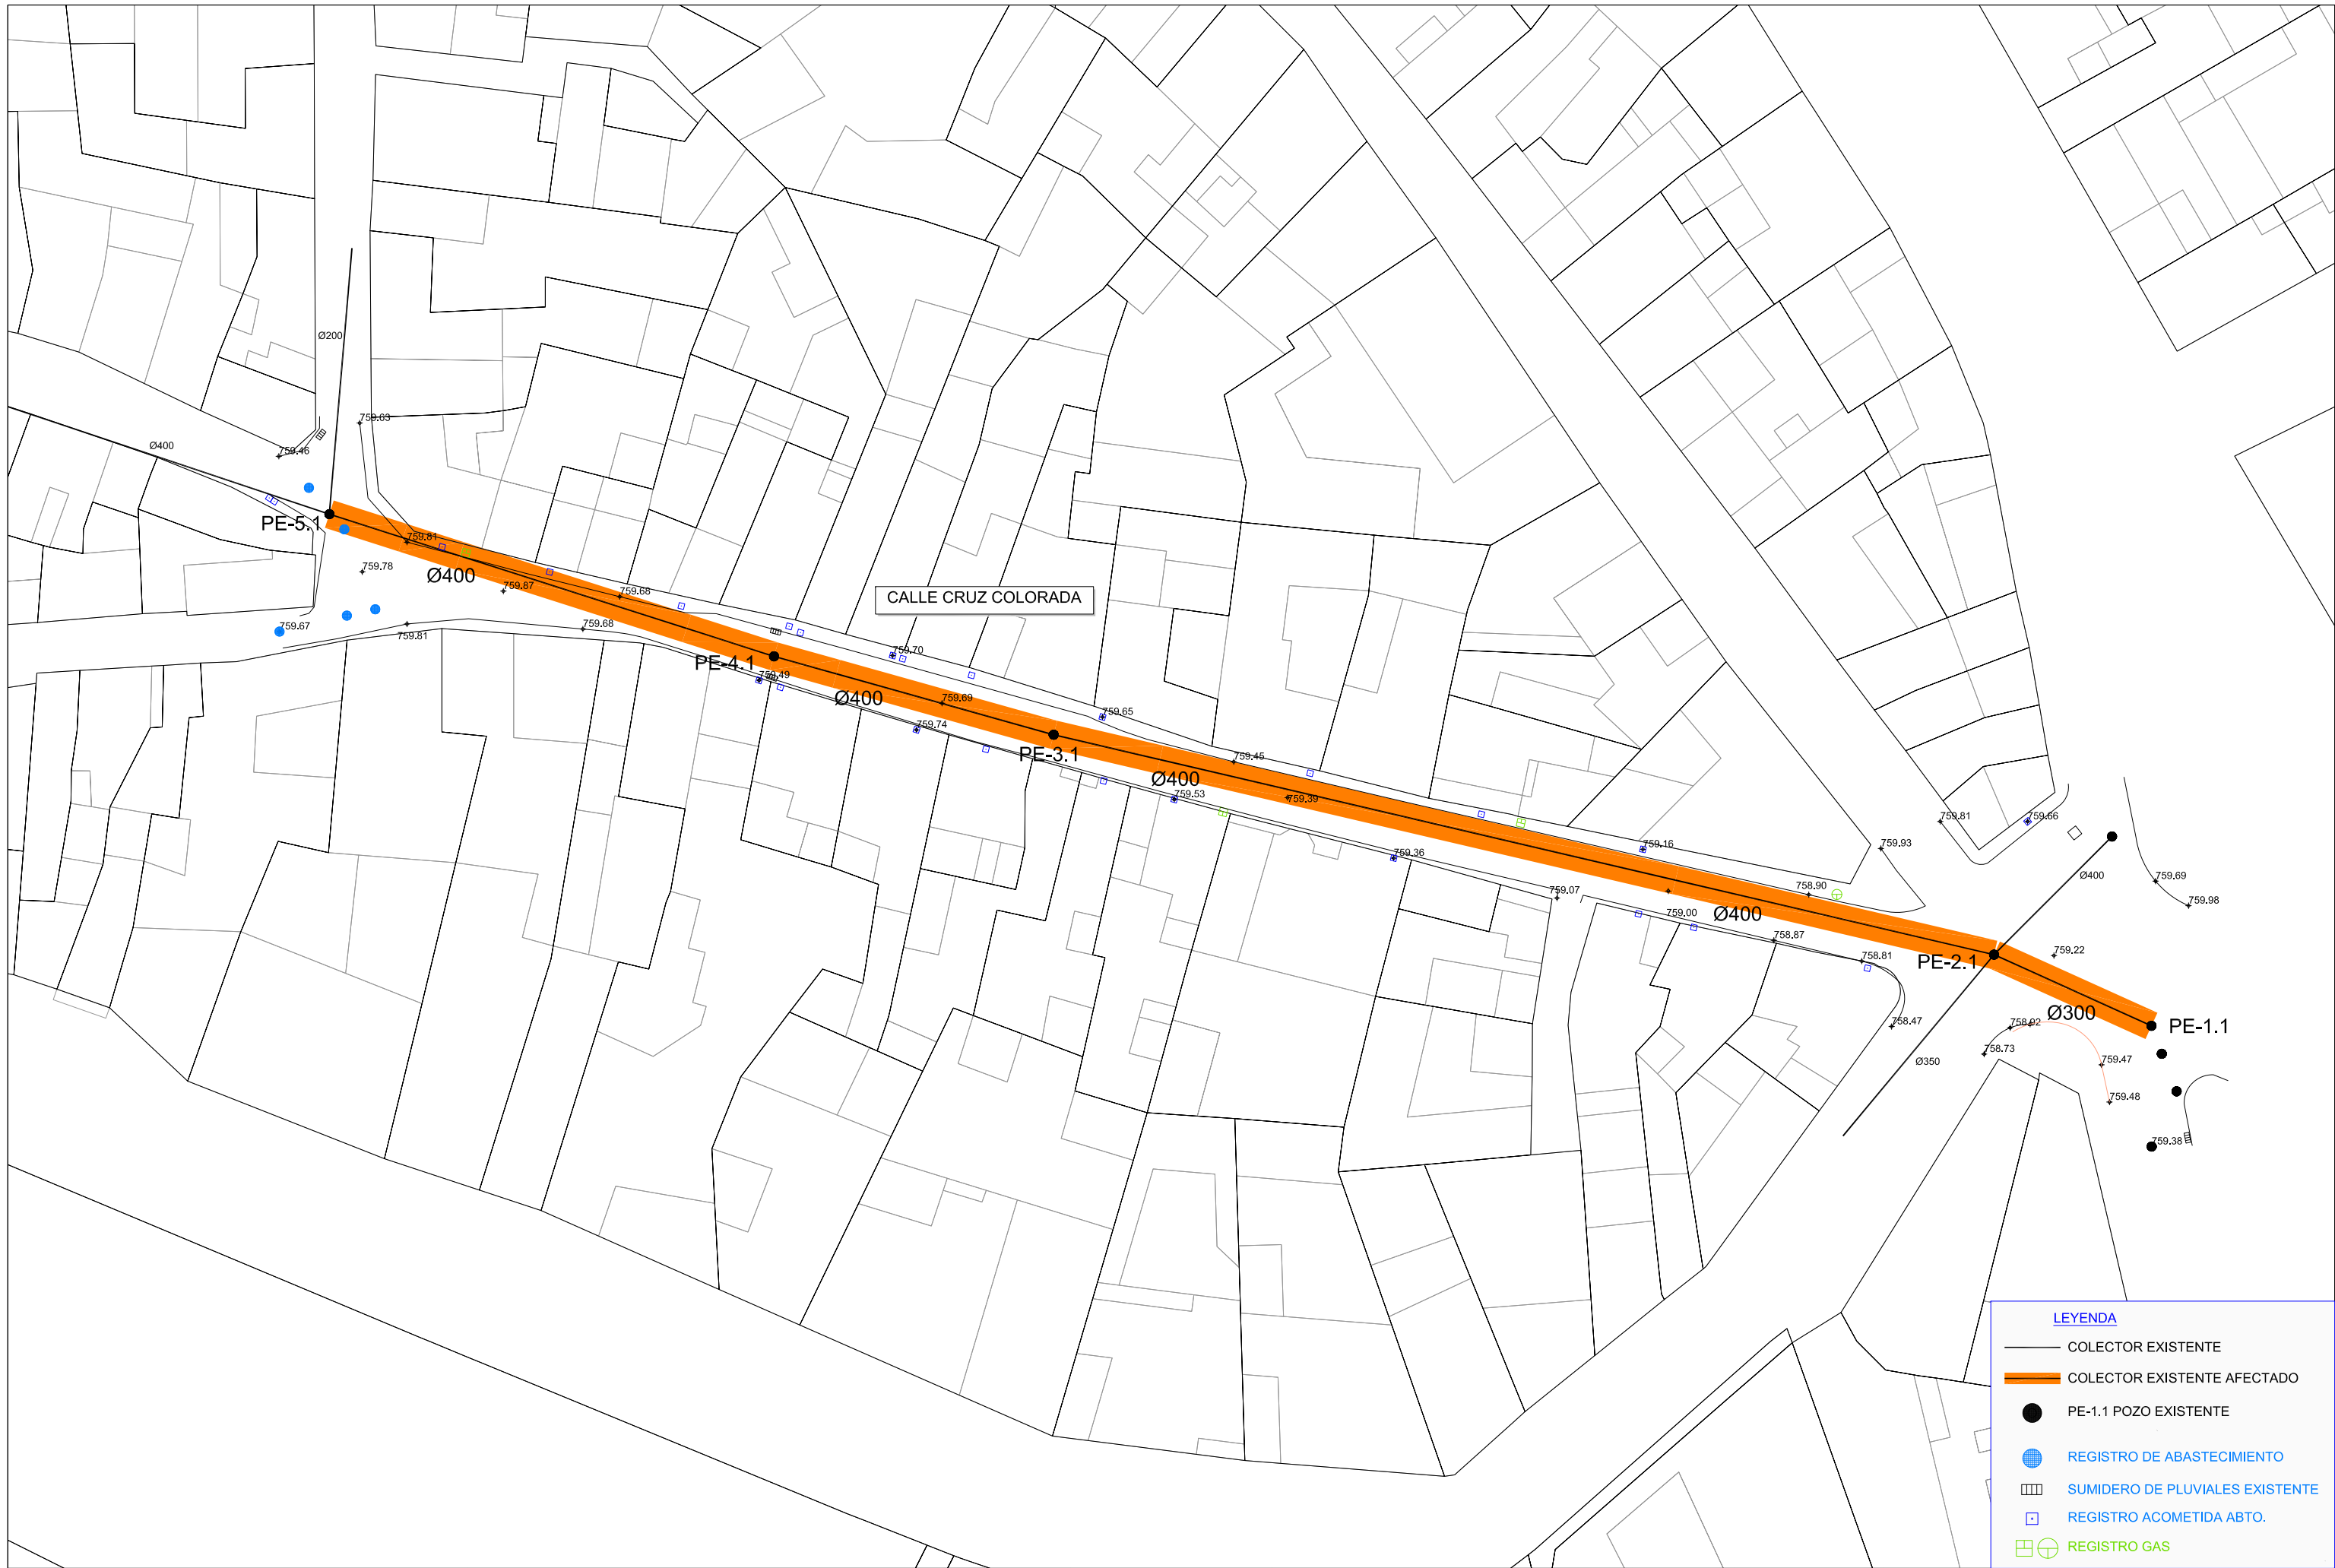 Ø200
759.63
Ø400
759.46
PE-5.1
759.81
759.78
Ø400
759.87
759.68
CALLE CRUZ COLORADA
759.67
759.81
759.68
759.70
PE-4.1
759.49
Ø400
759.69
759.65
759.74
PE-3.1
759.45
Ø400
759.53
759.39
759.81
759.66
759.93
759.16
759.36
Ø400
759.69
758.90
759.07
759.98
759.00
Ø400
758.87
758.81
759.22
PE-2.1
Ø300
758.47
758.92
PE-1.1
758.73
Ø350
759.47
759.48
759.38
LEYENDA
COLECTOR EXISTENTE
COLECTOR EXISTENTE AFECTADO
PE-1.1 POZO EXISTENTE
REGISTRO DE ABASTECIMIENTO
SUMIDERO DE PLUVIALES EXISTENTE
REGISTRO ACOMETIDA ABTO.
REGISTRO GAS